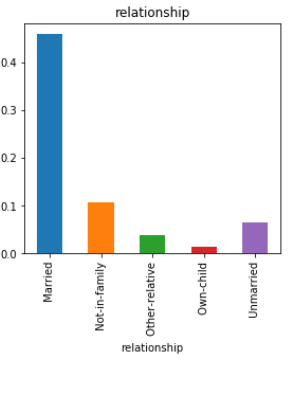 relationship
0.4
0.3
0.2
0.1
0.0
Married
Not-in-family
Other-relative
Own-child
Unmarried
relationship